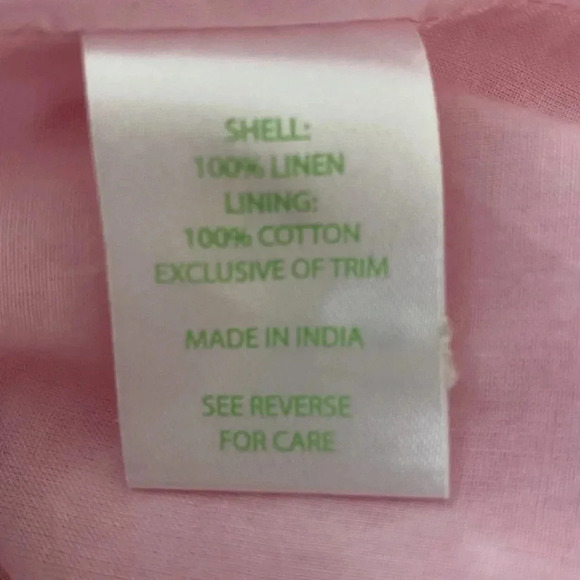 SHELL:
100% LINEN
LINING:
100% COTTON
EXCLUSIVE OF TRIM
MADE IN INDIA
SEE REVERSE
FOR CARE